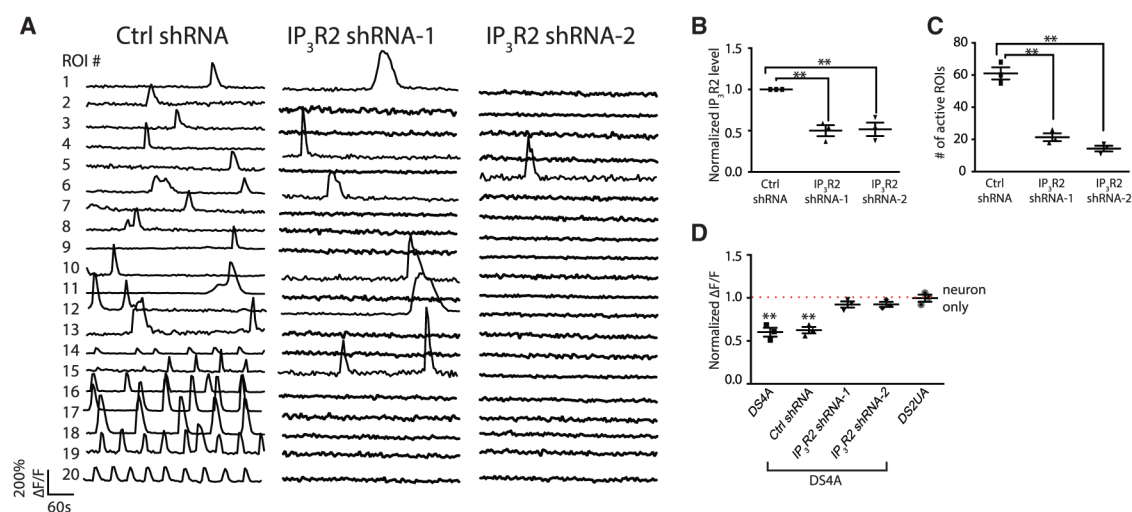 A
Ctrl shRNA
IP3R2 shRNA-1
IP3R2 shRNA-2
ROI #
1
2
3
4
5
6
7
8
9
10
11
12
13
14
15
16
17
18
19
20
200%
ΔF/F
60s
B
Normalized IP3R2 level
1.5
1.0
0.5
0.0
**
**
Ctrl
shRNA
IP3R2
shRNA-1
IP3R2
shRNA-2
C
# of active ROIs
80
60
40
20
0
**
**
Ctrl
shRNA
IP3R2
shRNA-1
IP3R2
shRNA-2
D
Normalized ΔF/F
1.5
1.0
0.5
0.0
**
**
neuron
only
DS4A
Ctrl shRNA
IP3R2 shRNA-1
IP3R2 shRNA-2
DS2UA
DS4A